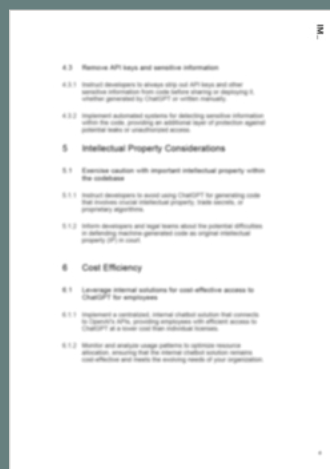 IM...
4.3 Remove API keys and sensitive information
4.3.1 Instruct developers to always strip out API keys and other
sensitive information from code before sharing or deploying it,
whether generated by ChatGPT or written manually.
4.3.2 Implement automated systems for detecting sensitive information
within the code, providing an additional layer of protection against
potential leaks or unauthorized access.
5 Intellectual Property Considerations
5.1 Exercise caution with important intellectual property within
the codebase
5.1.1 Instruct developers to avoid using ChatGPT for generating code
that involves crucial intellectual property, trade secrets, or
proprietary algorithms.
5.1.2 Inform developers and legal teams about the potential difficulties
in defending machine-generated code as original intellectual
property (IP) in court.
6 Cost Efficiency
6.1 Leverage internal solutions for cost-effective access to
ChatGPT for employees
6.1.1 Implement a centralized, internal chatbot solution that connects
to OpenAI's APIs, providing employees with efficient access to
ChatGPT at a lower cost than individual licenses.
6.1.2 Monitor and analyze usage patterns to optimize resource
allocation, ensuring that the internal chatbot solution remains
cost-effective and meets the evolving needs of your organization.